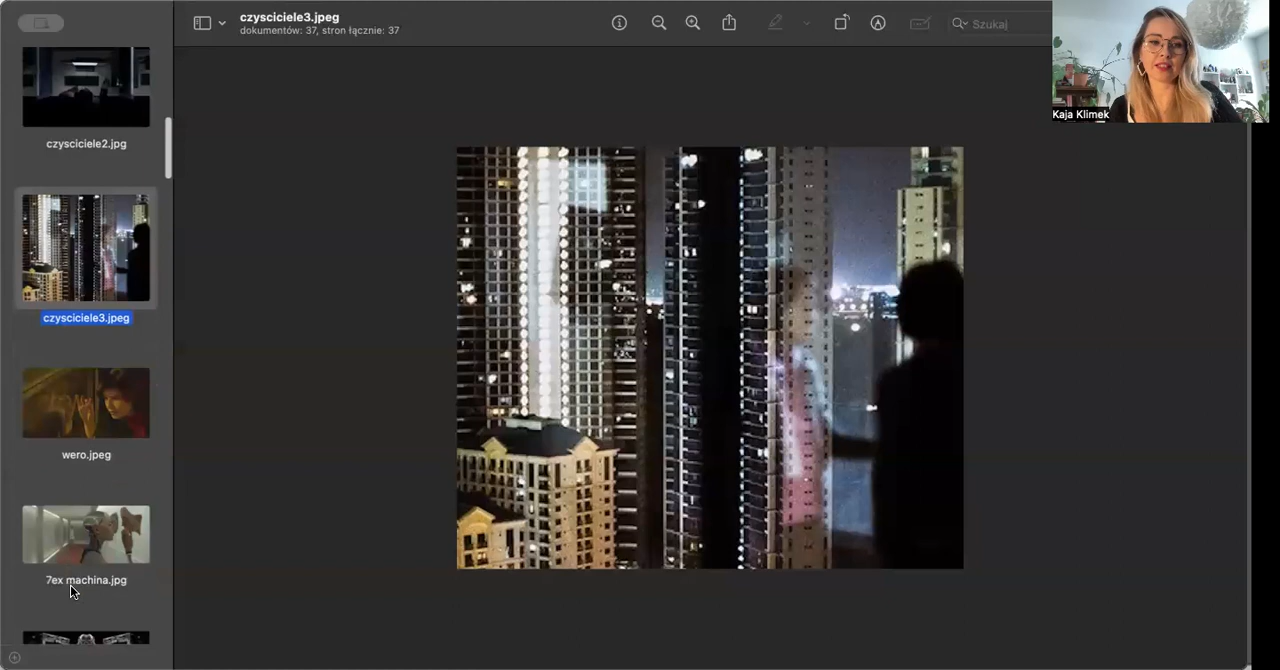 czysciciele3.jpeg
dokumentów: 37, stron łącznie: 37
Szukaj
Kaja Klimek
czysciciele2.jpg
czysciciele3.jpeg
wero.jpeg
7ex machina.jpg